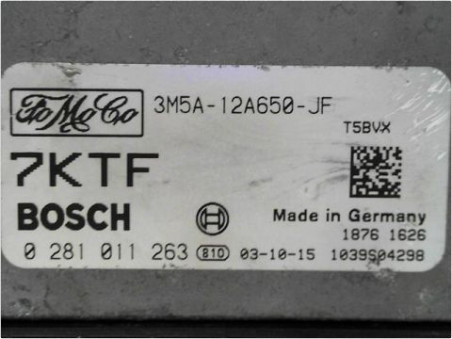 FoMoCo 3M5A-12A650-JF
T5BVX
7KTF
BOSCH
Made in Germany
1876 1626
0 281 011 263 810 03-10-15 1039S04298